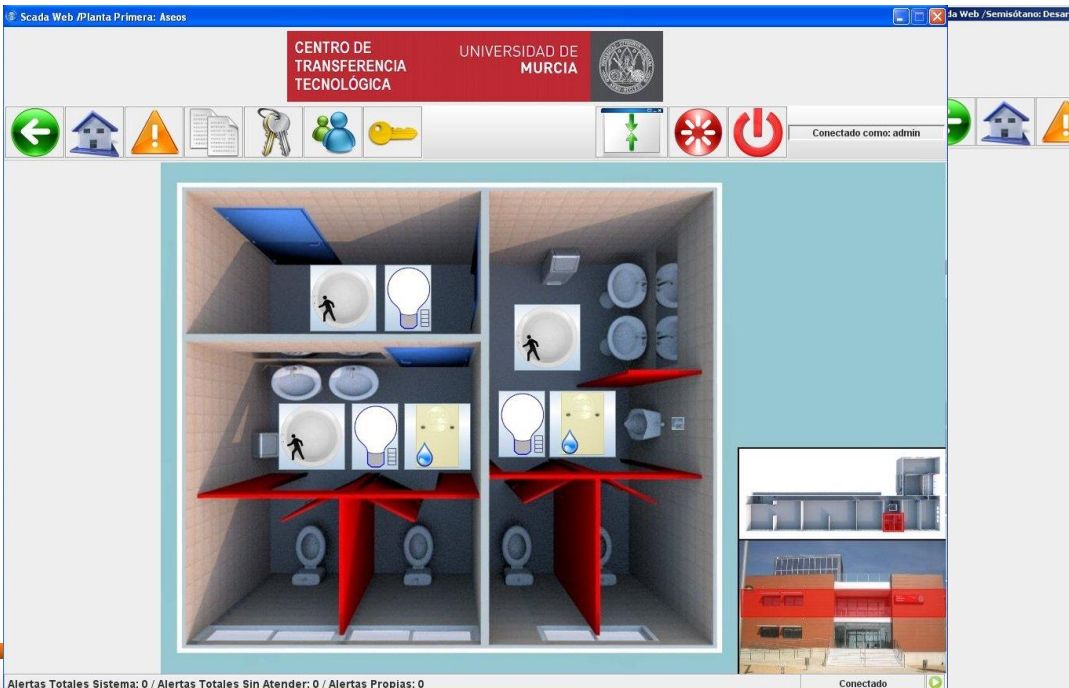 Scada Web /Planta Primera: Aseos
da Web /Semisótano: Desar
CENTRO DE
TRANSFERENCIA
TECNOLÓGICA
UNIVERSIDAD DE
MURCIA
Conectado como: admin
Alertas Totales Sistema: 0 / Alertas Totales Sin Atender: 0 / Alertas Propias: 0
Conectado